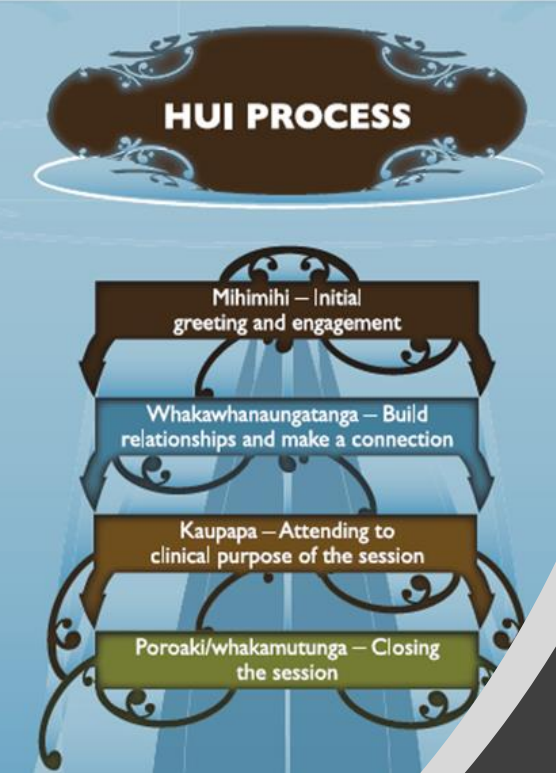 HUI PROCESS
Mihimihi – Initial
greeting and engagement
Whakawhanaungatanga – Build
relationships and make a connection
Kaupapa – Attending to
clinical purpose of the session
Poroaki/whakamutunga – Closing
the session